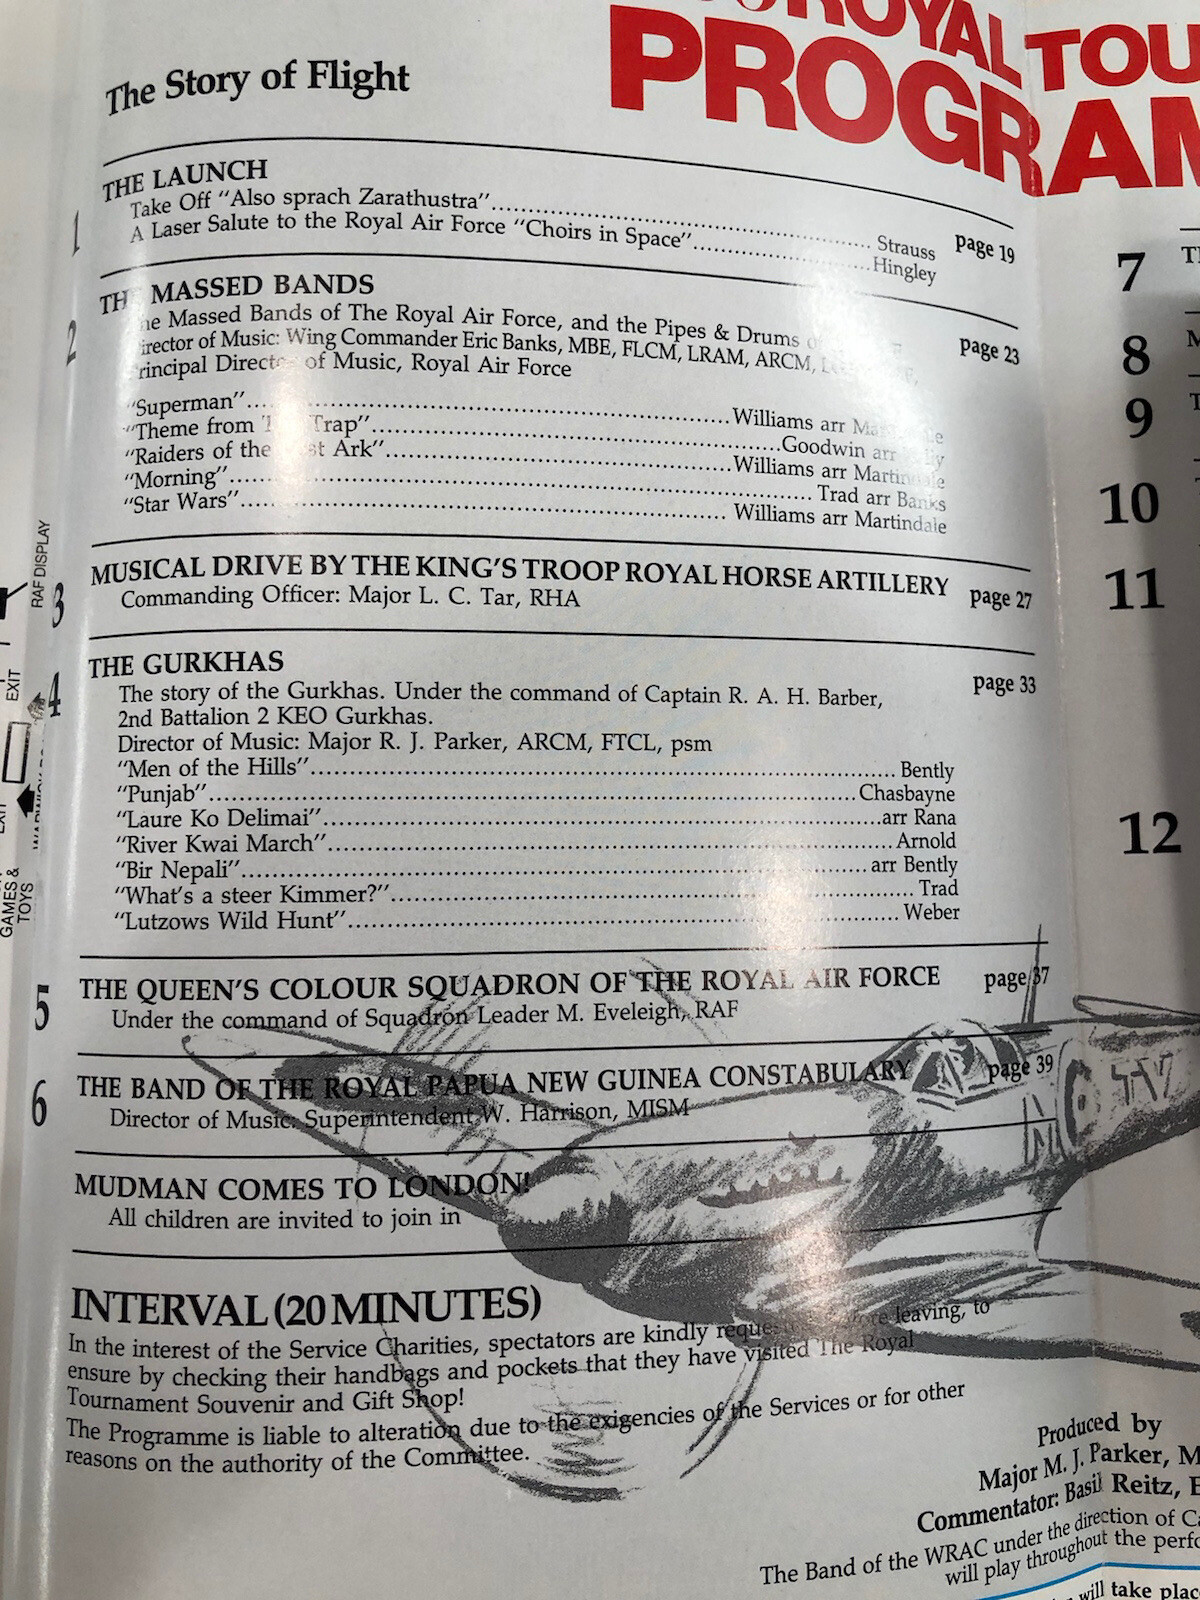 ROYAL TOU
PROGRAM
The Story of Flight
1
THE LAUNCH
Take Off "Also sprach Zarathustra"........ Strauss
page 19
A Laser Salute to the Royal Air Force "Choirs in Space"........ Hingley
2
THE MASSED BANDS
Massed Bands of The Royal Air Force, and the Pipes & Drums
page 23
Director of Music: Wing Commander Eric Banks, MBE, FLCM, LRAM, ARCM,
Principal Director of Music, Royal Air Force
"Superman"........ Williams arr
"Theme from Trap"........ Goodwin arr
"Raiders of the Ark"........ Williams arr Martindale
"Morning"........ Trad arr Banks
"Star Wars"........ Williams arr Martindale
3
MUSICAL DRIVE BY THE KING'S TROOP ROYAL HORSE ARTILLERY
page 27
Commanding Officer: Major L. C. Tar, RHA
4
THE GURKHAS
page 33
The story of the Gurkhas. Under the command of Captain R. A. H. Barber,
2nd Battalion 2 KEO Gurkhas.
Director of Music: Major R. J. Parker, ARCM, FTCL, psm
"Men of the Hills"........ Bently
"Punjab"........ Chasbayne
"Laure Ko Delimai"........ arr Rana
"River Kwai March"........ Arnold
"Bir Nepali"........ arr Bently
"What's a steer Kimmer?"........ Trad
"Lutzows Wild Hunt"........ Weber
5
THE QUEEN'S COLOUR SQUADRON OF THE ROYAL AIR FORCE
page 37
Under the command of Squadron Leader M. Eveleigh, RAF
6
THE BAND OF THE ROYAL PAPUA NEW GUINEA CONSTABULARY
page 39
Director of Music: Superintendent W. Harrison, MISM
MUDMAN COMES TO LONDON!
All children are invited to join in
INTERVAL (20 MINUTES)
In the interest of the Service Charities, spectators are kindly leaving, to
ensure by checking their handbags and pockets that they have visited The Royal
Tournament Souvenir and Gift Shop!
The Programme is liable to alteration due to the exigencies of the Services or for other
reasons on the authority of the Committee.
7
8
9
10
11
12
Produced by
Major M. J. Parker, M
Commentator: Basil Reitz, E
The Band of the WRAC under the direction of Ca
will play throughout the perfo
will take plac
RAF DISPLAY
EXIT
EXIT
GAMES &
TOYS